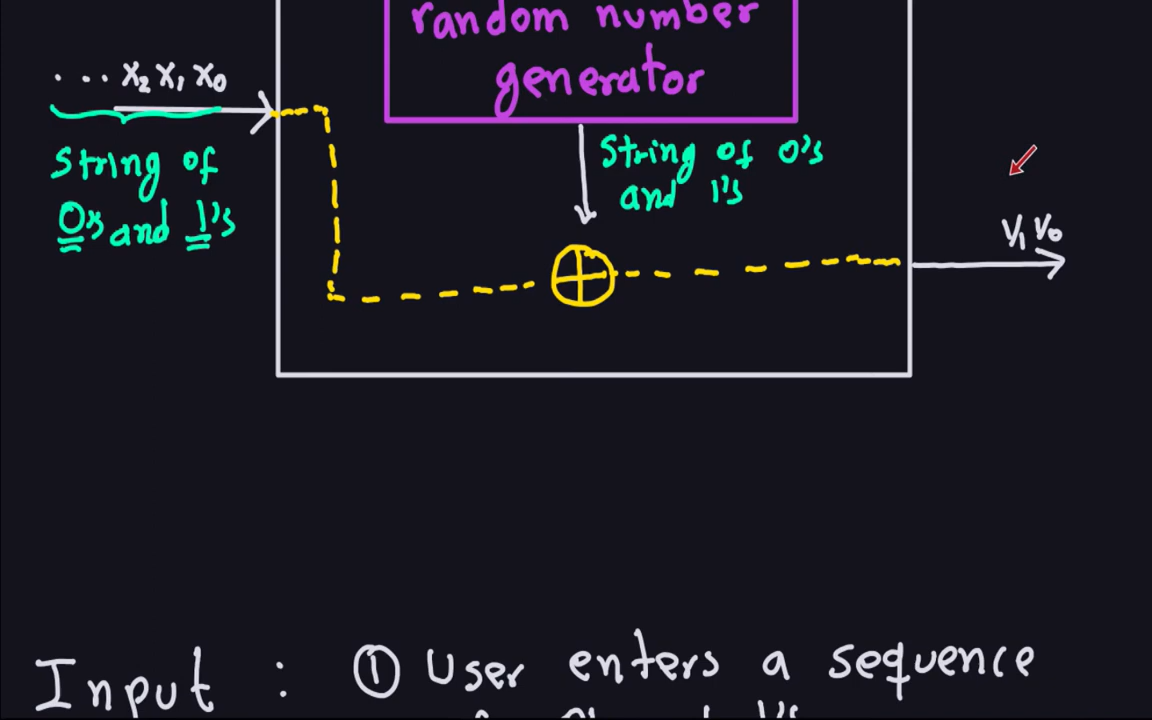 random number
generator
... X₂ X₁ X₀
String of
0's and 1's
String of 0's
and 1's
Y₁ Y₀
Input : ① User enters a sequence